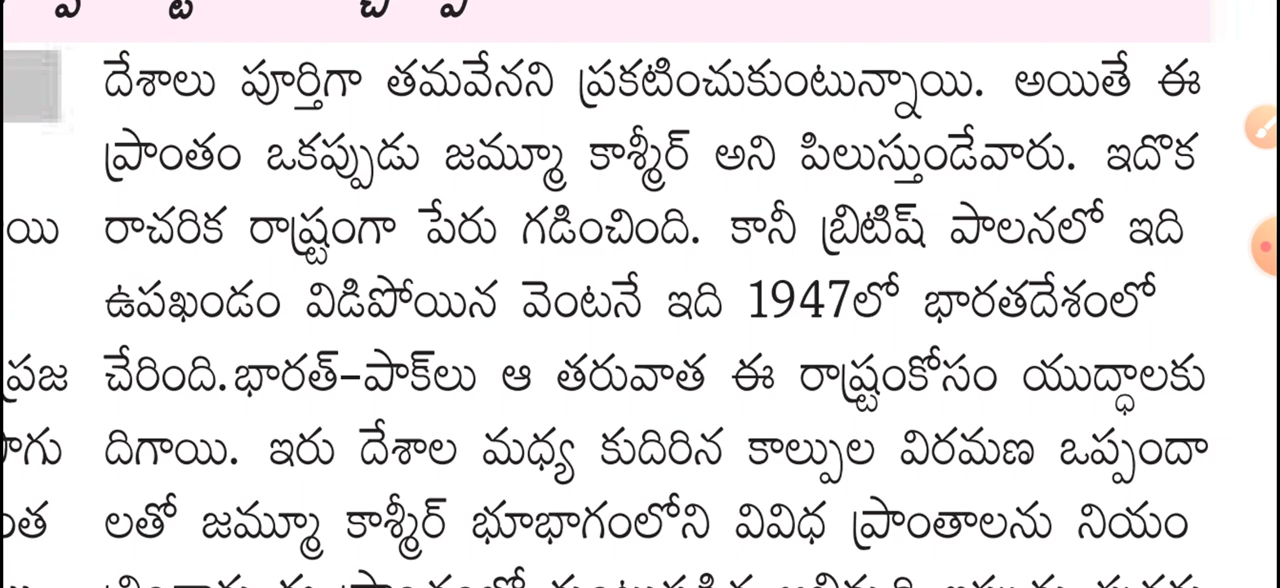 దేశాలు పూర్తిగా తమవేనని ప్రకటించుకుంటున్నాయి. అయితే ఈ
ప్రాంతం ఒకప్పుడు జమ్మూ కాశ్మీర్ అని పిలుస్తుండేవారు. ఇదొక
యి రాచరిక రాష్ట్రంగా పేరు గడించింది. కానీ బ్రిటిష్ పాలనలో ఇది
ఉపఖండం విడిపోయిన వెంటనే ఇది 1947లో భారతదేశంలో
ప్రజ చేరింది.భారత్-పాక్‌లు ఆ తరువాత ఈ రాష్ట్రంకోసం యుద్ధాలకు
దిగాయి. ఇరు దేశాల మధ్య కుదిరిన కాల్పుల విరమణ ఒప్పందా
లతో జమ్మూ కాశ్మీర్ భూభాగంలోని వివిధ ప్రాంతాలను నియం